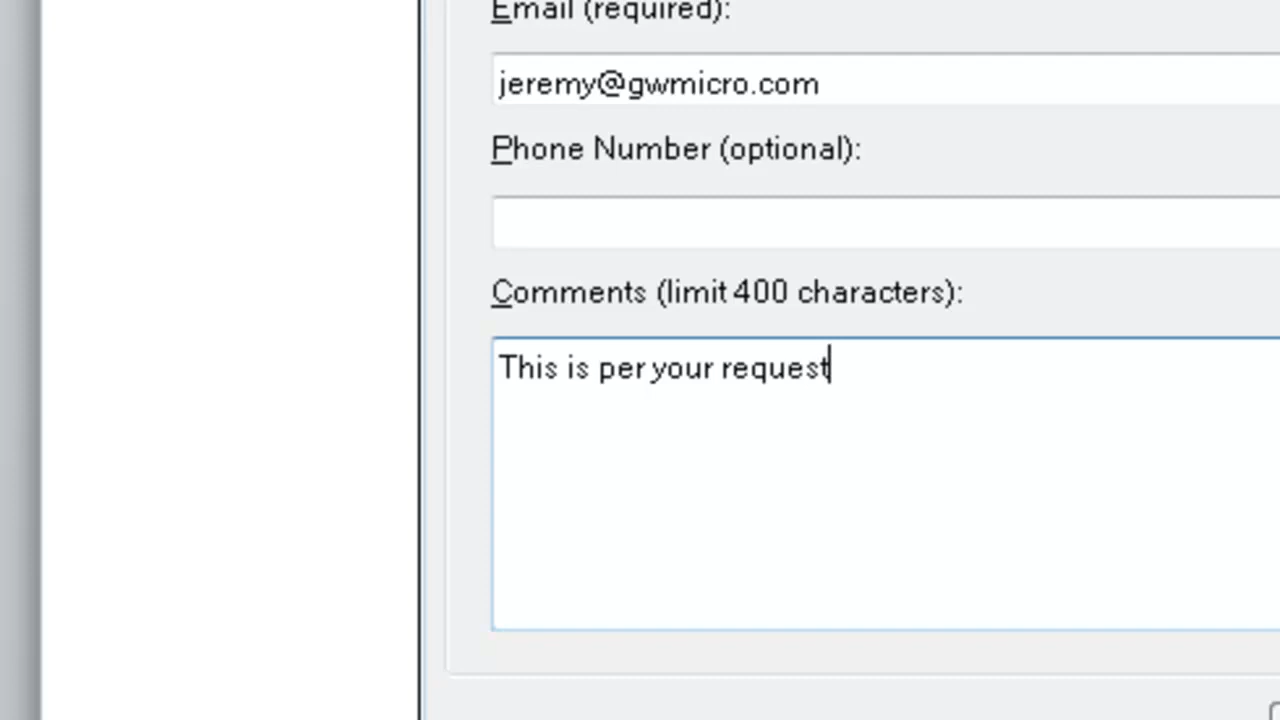 Email (required):
jeremy@gwmicro.com
Phone Number (optional):
Comments (limit 400 characters):
This is per your request